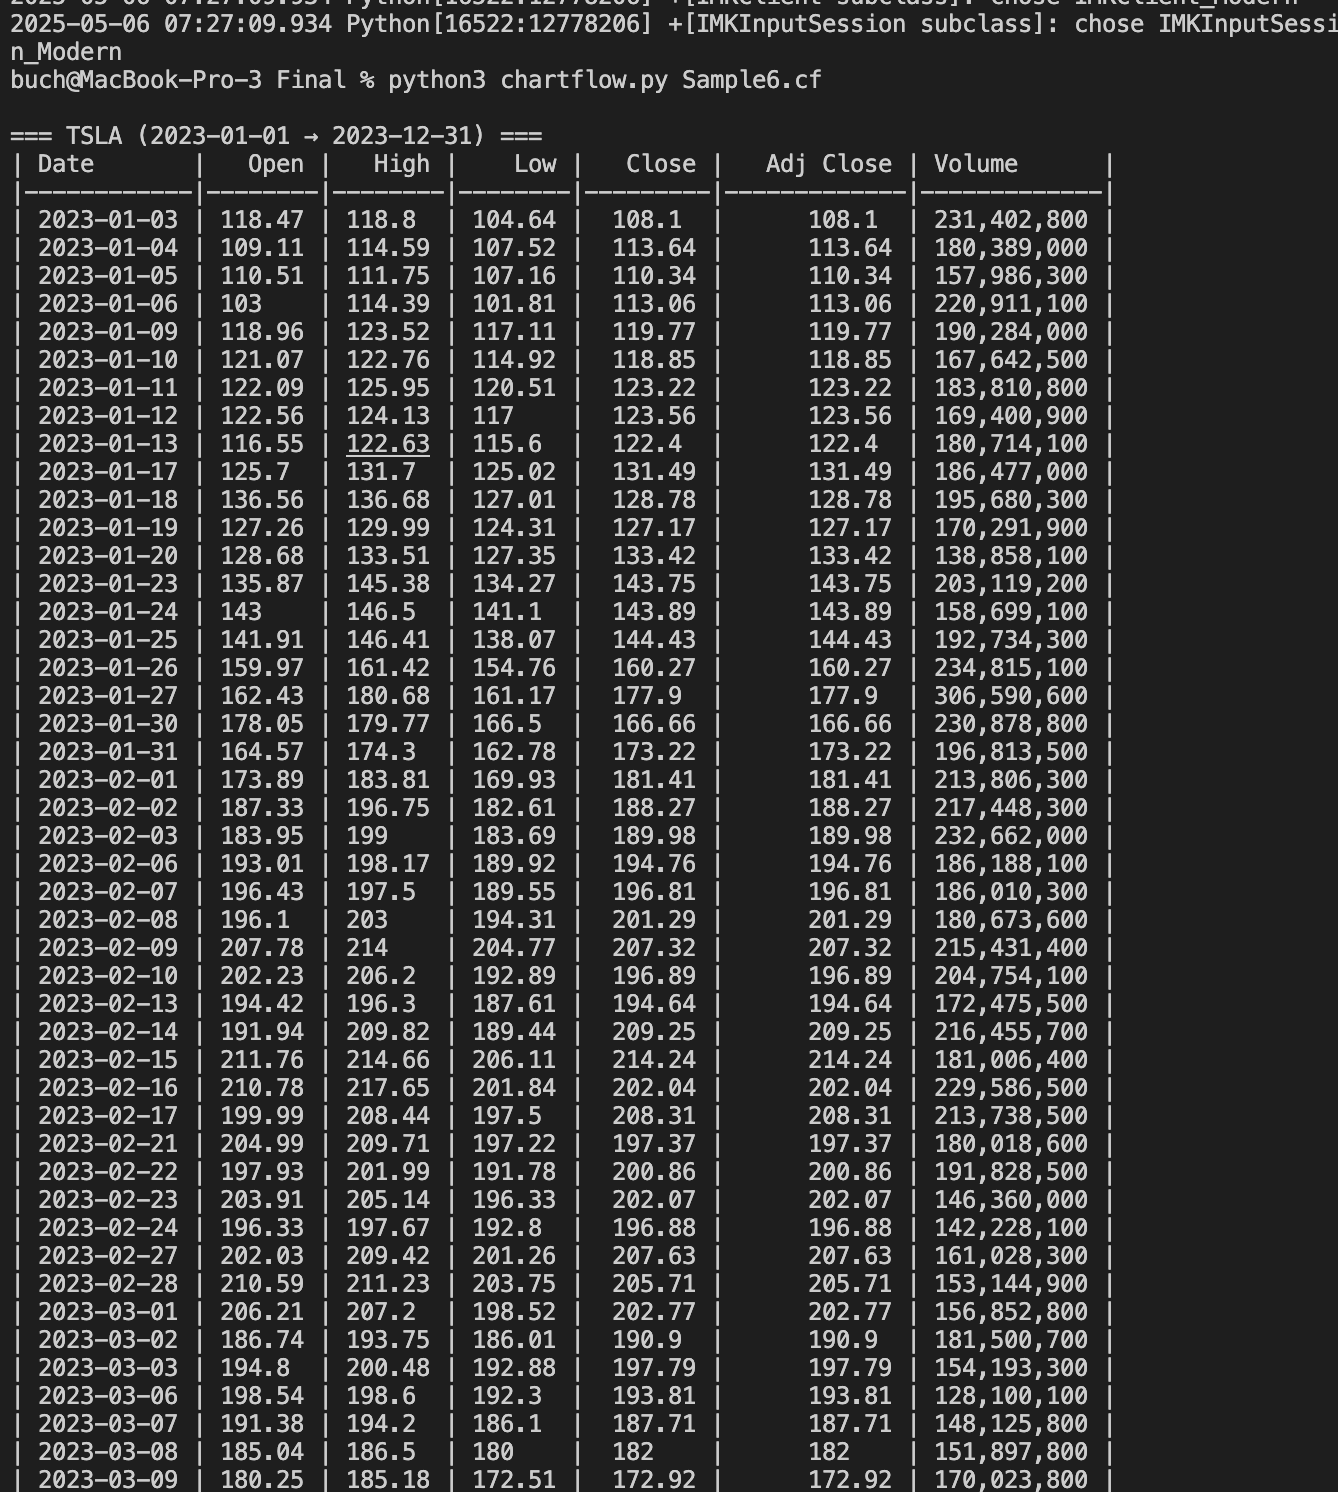 2025-05-06 07:27:09.934 Python[16522:12778206] +[IMKClient subclass]: chose IMKClient_Modern
2025-05-06 07:27:09.934 Python[16522:12778206] +[IMKInputSession subclass]: chose IMKInputSessi
n_Modern
buch@MacBook-Pro-3 Final % python3 chartflow.py Sample6.cf
=== TSLA (2023-01-01 → 2023-12-31) ===
| Date | Open | High | Low | Close | Adj Close | Volume |
|------------|--------|--------|--------|---------|-------------|-------------|
| 2023-01-03 | 118.47 | 118.8 | 104.64 | 108.1 | 108.1 | 231,402,800 |
| 2023-01-04 | 109.11 | 114.59 | 107.52 | 113.64 | 113.64 | 180,389,000 |
| 2023-01-05 | 110.51 | 111.75 | 107.16 | 110.34 | 110.34 | 157,986,300 |
| 2023-01-06 | 103 | 114.39 | 101.81 | 113.06 | 113.06 | 220,911,100 |
| 2023-01-09 | 118.96 | 123.52 | 117.11 | 119.77 | 119.77 | 190,284,000 |
| 2023-01-10 | 121.07 | 122.76 | 114.92 | 118.85 | 118.85 | 167,642,500 |
| 2023-01-11 | 122.09 | 125.95 | 120.51 | 123.22 | 123.22 | 183,810,800 |
| 2023-01-12 | 122.56 | 124.13 | 117 | 123.56 | 123.56 | 169,400,900 |
| 2023-01-13 | 116.55 | 122.63 | 115.6 | 122.4 | 122.4 | 180,714,100 |
| 2023-01-17 | 125.7 | 131.7 | 125.02 | 131.49 | 131.49 | 186,477,000 |
| 2023-01-18 | 136.56 | 136.68 | 127.01 | 128.78 | 128.78 | 195,680,300 |
| 2023-01-19 | 127.26 | 129.99 | 124.31 | 127.17 | 127.17 | 170,291,900 |
| 2023-01-20 | 128.68 | 133.51 | 127.35 | 133.42 | 133.42 | 138,858,100 |
| 2023-01-23 | 135.87 | 145.38 | 134.27 | 143.75 | 143.75 | 203,119,200 |
| 2023-01-24 | 143 | 146.5 | 141.1 | 143.89 | 143.89 | 158,699,100 |
| 2023-01-25 | 141.91 | 146.41 | 138.07 | 144.43 | 144.43 | 192,734,300 |
| 2023-01-26 | 159.97 | 161.42 | 154.76 | 160.27 | 160.27 | 234,815,100 |
| 2023-01-27 | 162.43 | 180.68 | 161.17 | 177.9 | 177.9 | 306,590,600 |
| 2023-01-30 | 178.05 | 179.77 | 166.5 | 166.66 | 166.66 | 230,878,800 |
| 2023-01-31 | 164.57 | 174.3 | 162.78 | 173.22 | 173.22 | 196,813,500 |
| 2023-02-01 | 173.89 | 183.81 | 169.93 | 181.41 | 181.41 | 213,806,300 |
| 2023-02-02 | 187.33 | 196.75 | 182.61 | 188.27 | 188.27 | 217,448,300 |
| 2023-02-03 | 183.95 | 199 | 183.69 | 189.98 | 189.98 | 232,662,000 |
| 2023-02-06 | 193.01 | 198.17 | 189.92 | 194.76 | 194.76 | 186,188,100 |
| 2023-02-07 | 196.43 | 197.5 | 189.55 | 196.81 | 196.81 | 186,010,300 |
| 2023-02-08 | 196.1 | 203 | 194.31 | 201.29 | 201.29 | 180,673,600 |
| 2023-02-09 | 207.78 | 214 | 204.77 | 207.32 | 207.32 | 215,431,400 |
| 2023-02-10 | 202.23 | 206.2 | 192.89 | 196.89 | 196.89 | 204,754,100 |
| 2023-02-13 | 194.42 | 196.3 | 187.61 | 194.64 | 194.64 | 172,475,500 |
| 2023-02-14 | 191.94 | 209.82 | 189.44 | 209.25 | 209.25 | 216,455,700 |
| 2023-02-15 | 211.76 | 214.66 | 206.11 | 214.24 | 214.24 | 181,006,400 |
| 2023-02-16 | 210.78 | 217.65 | 201.84 | 202.04 | 202.04 | 229,586,500 |
| 2023-02-17 | 199.99 | 208.44 | 197.5 | 208.31 | 208.31 | 213,738,500 |
| 2023-02-21 | 204.99 | 209.71 | 197.22 | 197.37 | 197.37 | 180,018,600 |
| 2023-02-22 | 197.93 | 201.99 | 191.78 | 200.86 | 200.86 | 191,828,500 |
| 2023-02-23 | 203.91 | 205.14 | 196.33 | 202.07 | 202.07 | 146,360,000 |
| 2023-02-24 | 196.33 | 197.67 | 192.8 | 196.88 | 196.88 | 142,228,100 |
| 2023-02-27 | 202.03 | 209.42 | 201.26 | 207.63 | 207.63 | 161,028,300 |
| 2023-02-28 | 210.59 | 211.23 | 203.75 | 205.71 | 205.71 | 153,144,900 |
| 2023-03-01 | 206.21 | 207.2 | 198.52 | 202.77 | 202.77 | 156,852,800 |
| 2023-03-02 | 186.74 | 193.75 | 186.01 | 190.9 | 190.9 | 181,500,700 |
| 2023-03-03 | 194.8 | 200.48 | 192.88 | 197.79 | 197.79 | 154,193,300 |
| 2023-03-06 | 198.54 | 198.6 | 192.3 | 193.81 | 193.81 | 128,100,100 |
| 2023-03-07 | 191.38 | 194.2 | 186.1 | 187.71 | 187.71 | 148,125,800 |
| 2023-03-08 | 185.04 | 186.5 | 180 | 182 | 182 | 151,897,800 |
| 2023-03-09 | 180.25 | 185.18 | 172.51 | 172.92 | 172.92 | 170,023,800 |